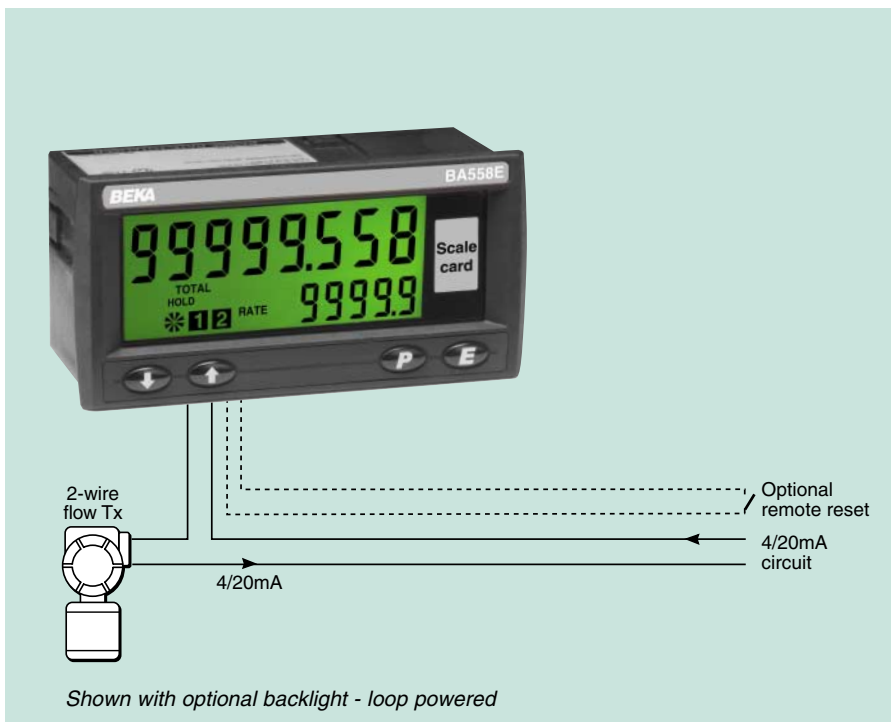 BEKA
BA558E
99999.558
Scale
card
TOTAL
HOLD
1 2 RATE
9999.9
P E
2-wire
flow Tx
Optional
remote reset
4/20mA
circuit
4/20mA
Shown with optional backlight - loop powered